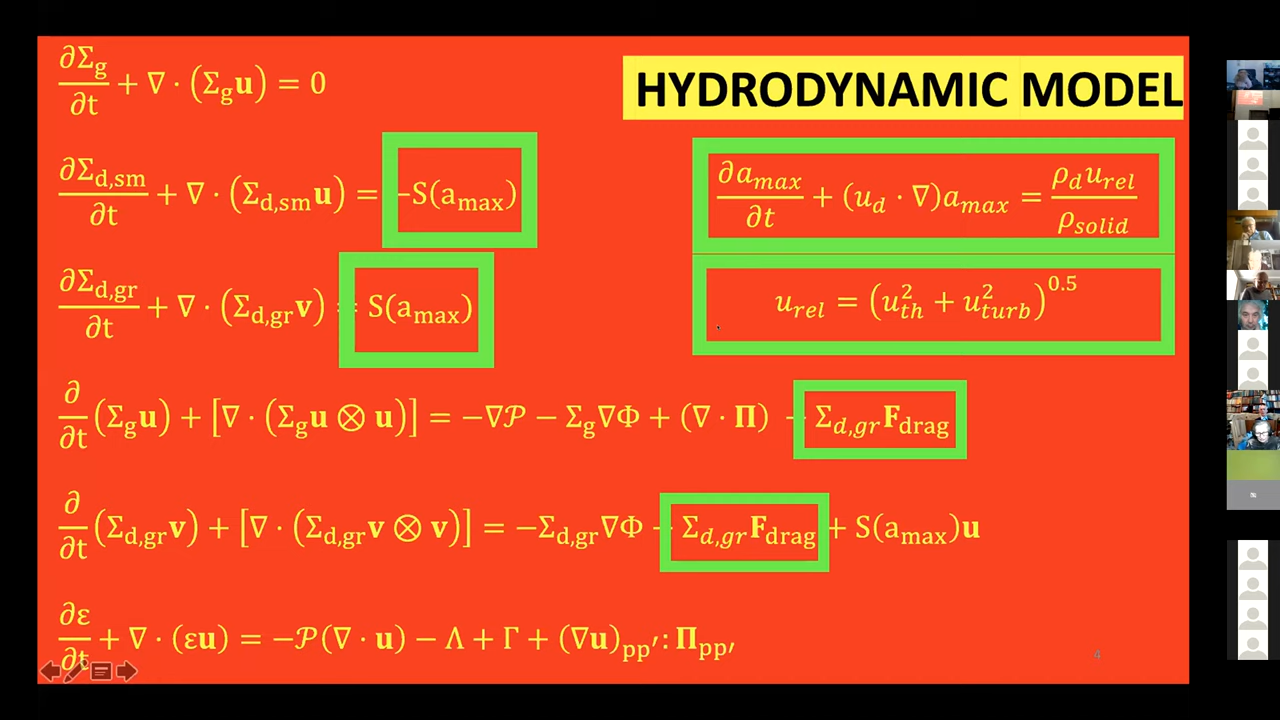 HYDRODYNAMIC MODEL
∂Σ_g/∂t + ∇ · (Σ_g u) = 0
∂Σ_d,sm/∂t + ∇ · (Σ_d,sm u) = −S(a_max)
∂Σ_d,gr/∂t + ∇ · (Σ_d,gr v) = S(a_max)
∂/∂t (Σ_g u) + [∇ · (Σ_g u ⊗ u)] = −∇𝒫 − Σ_g ∇Φ + (∇ · Π) − Σ_d,gr F_drag
∂/∂t (Σ_d,gr v) + [∇ · (Σ_d,gr v ⊗ v)] = −Σ_d,gr ∇Φ Σ_d,gr F_drag + S(a_max)u
∂ε/∂t + ∇ · (εu) = −𝒫(∇ · u) − Λ + Γ + (∇u)_pp′ : Π_pp′
∂a_max/∂t + (u_d · ∇)a_max = ρ_d u_rel / ρ_solid
u_rel = (u_th^2 + u_turb^2)^0.5
4